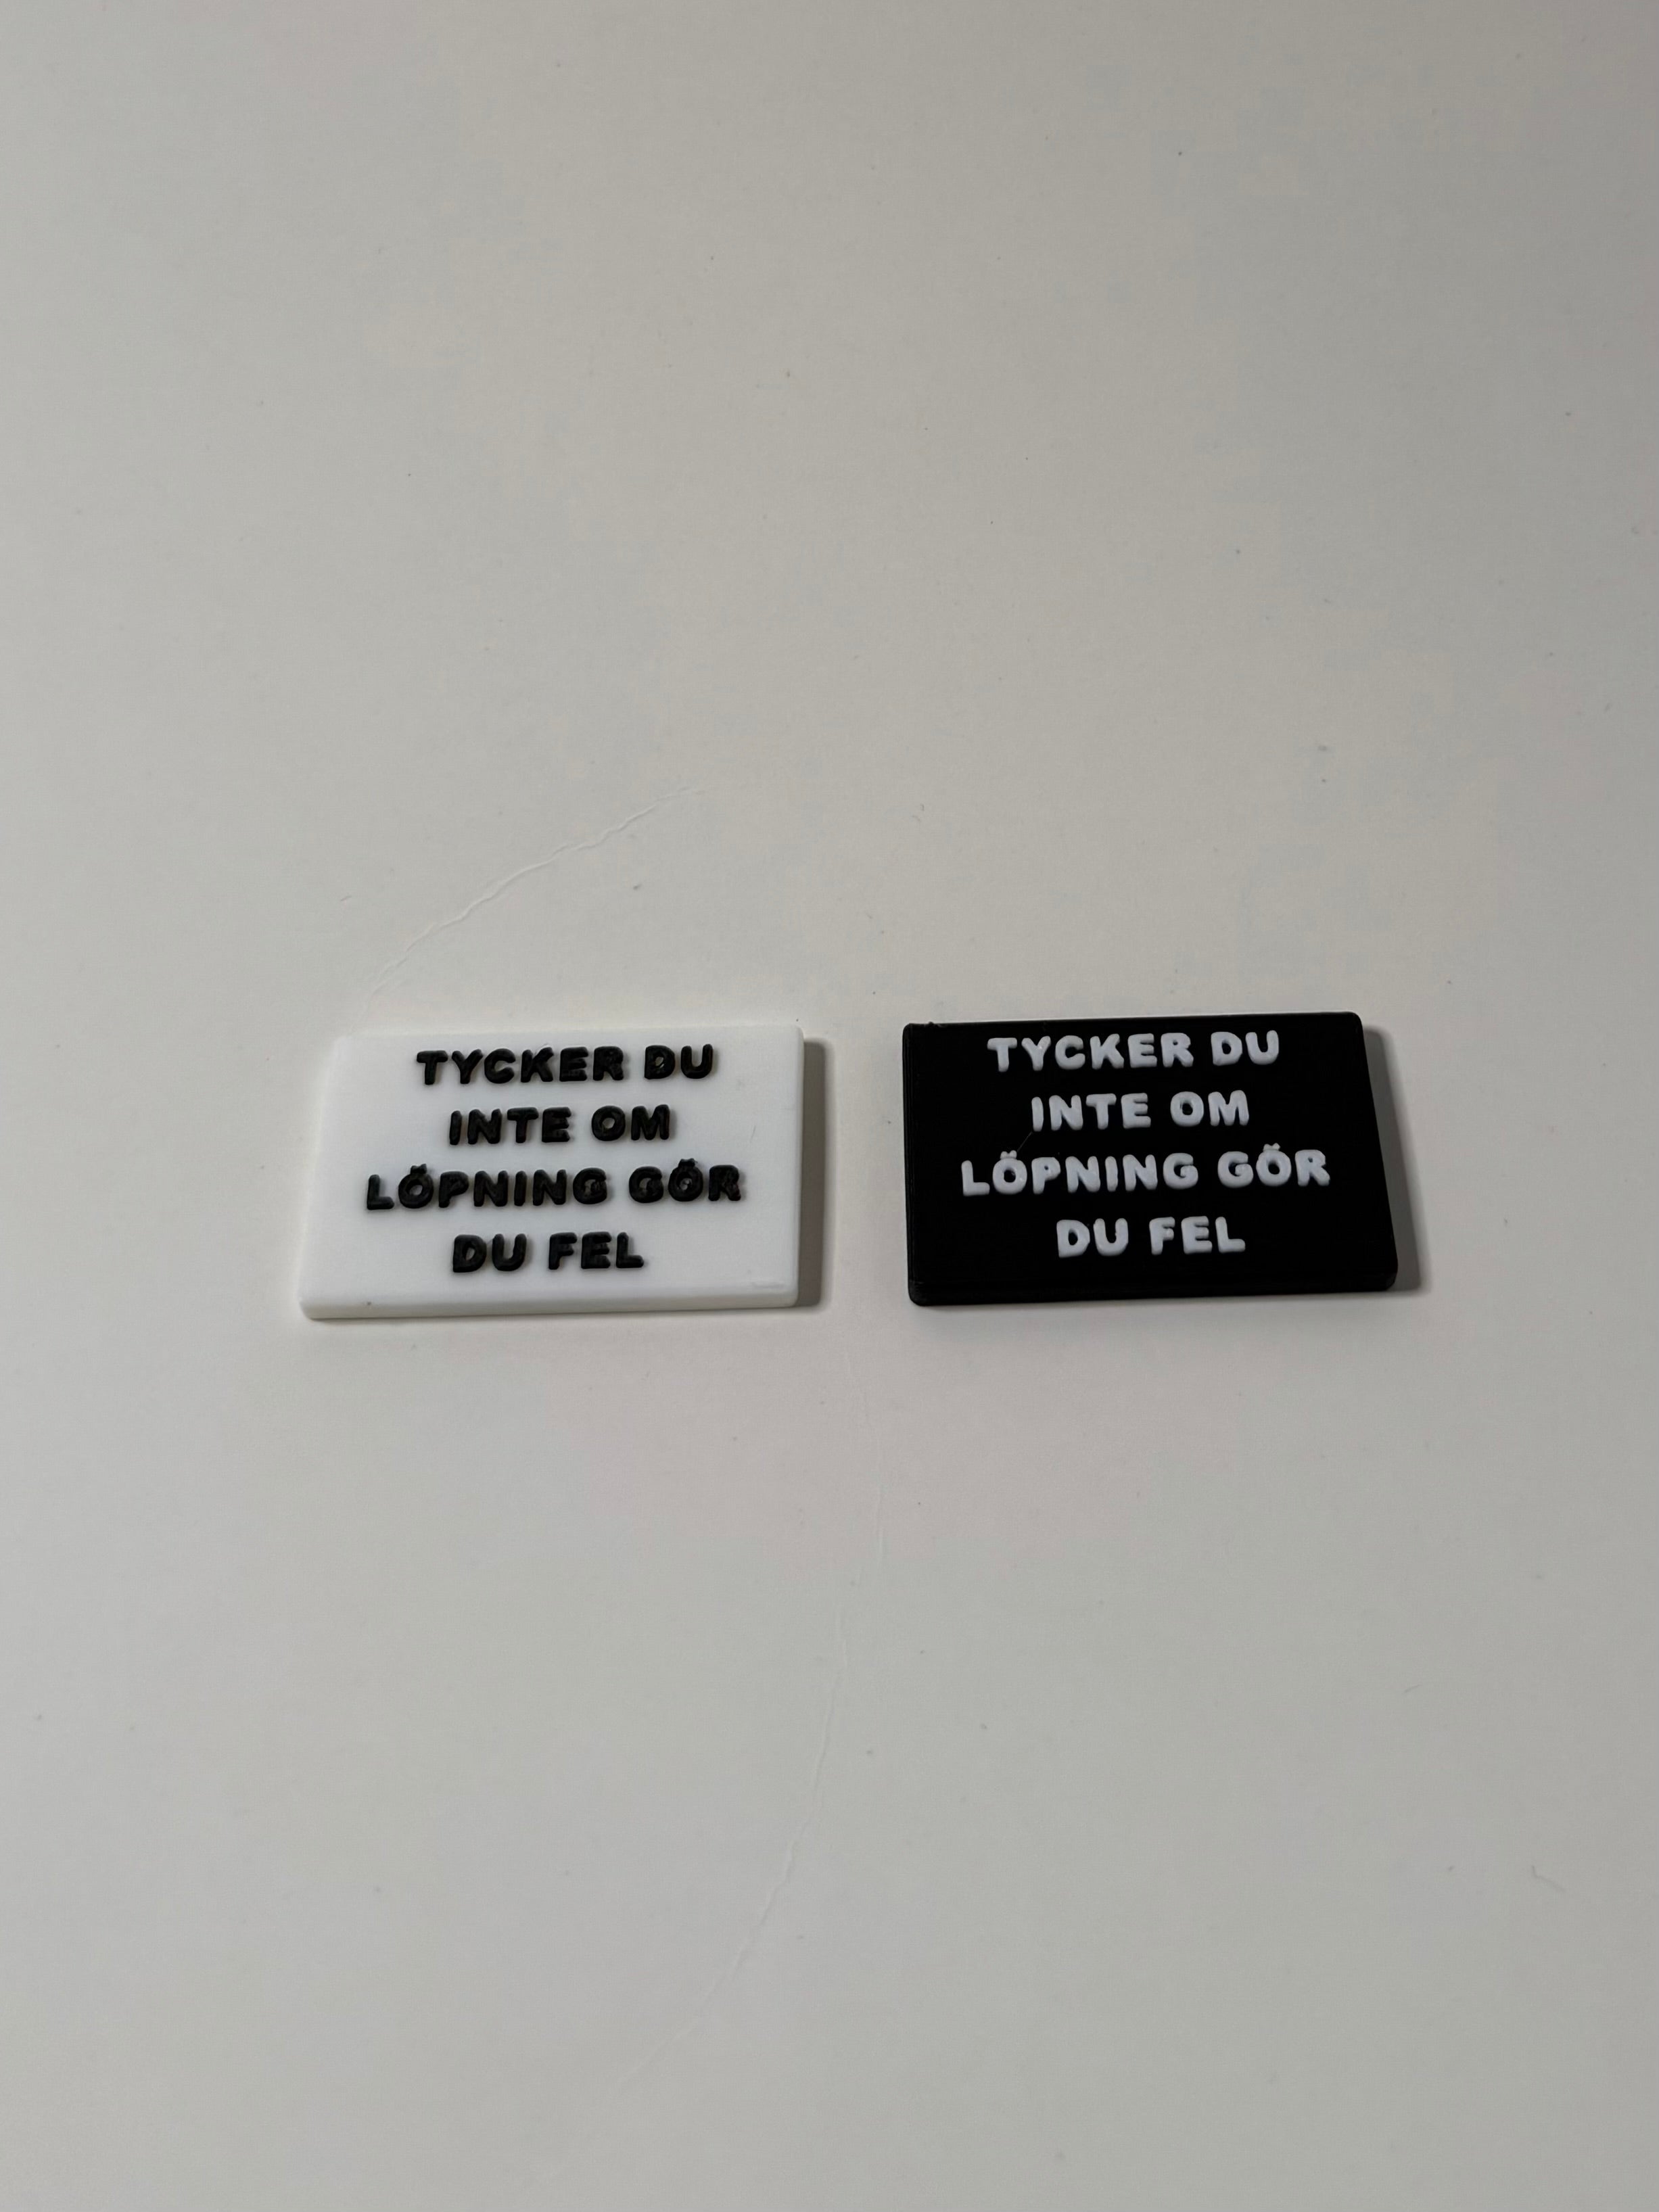 TYCKER DU
INTE OM
LÖPNING GÖR
DU FEL
TYCKER DU
INTE OM
LÖPNING GÖR
DU FEL